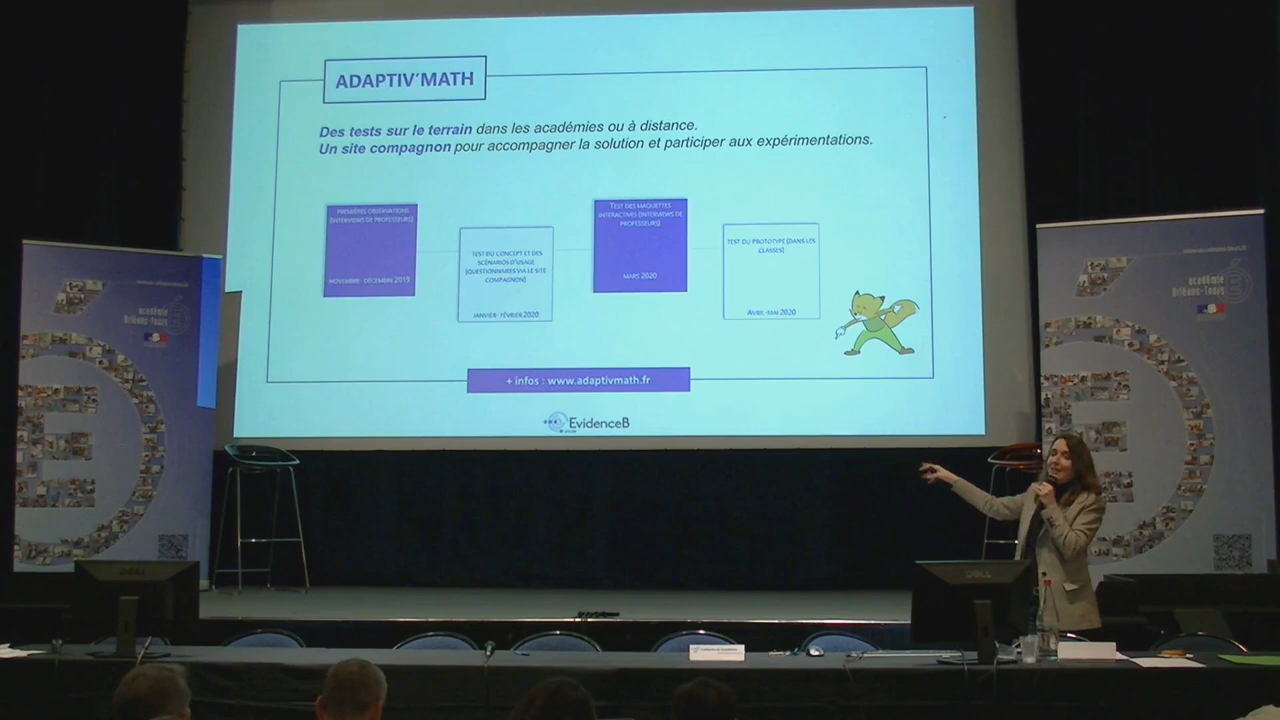 ADAPTIV'MATH
Des tests sur le terrain dans les académies ou à distance.
Un site compagnon pour accompagner la solution et participer aux expérimentations.
PREMIÈRES OBSERVATIONS
(INTERVIEWS DE PROFESSEURS)
NOVEMBRE- DÉCEMBRE 2019
TEST DU CONCEPT ET DES
SCÉNARIOS D'USAGE
(QUESTIONNAIRES VIA LE SITE
COMPAGNON)
JANVIER- FÉVRIER 2020
TEST DES MAQUETTES
INTERACTIVES (INTERVIEWS DE
PROFESSEURS)
MARS 2020
TEST DU PROTOTYPE (DANS LES
CLASSES)
AVRIL-MAI 2020
+ infos : www.adaptivmath.fr
EvidenceB
académie
Orléans-Tours
académie
Orléans-Tours
DELL
DELL